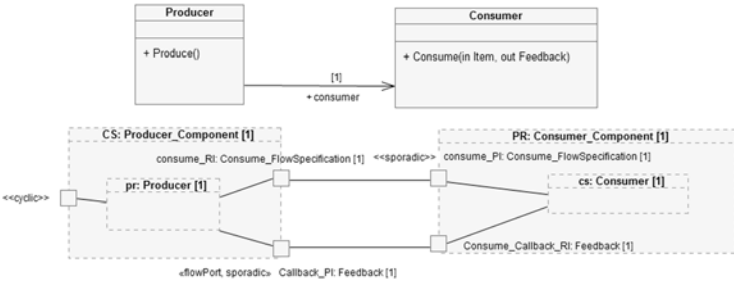 Producer
Consumer
+ Produce()
+ Consume(in Item, out Feedback)
[1]
+ consumer
CS: Producer_Component [1]
PR: Consumer_Component [1]
consume_RI: Consume_FlowSpecification [1]
<<sporadic>>
consume_PI: Consume_FlowSpecification [1]
pr: Producer [1]
cs: Consumer [1]
<<cyclic>>
Consume_Callback_RI: Feedback [1]
«flowPort, sporadic»
Callback_PI: Feedback [1]